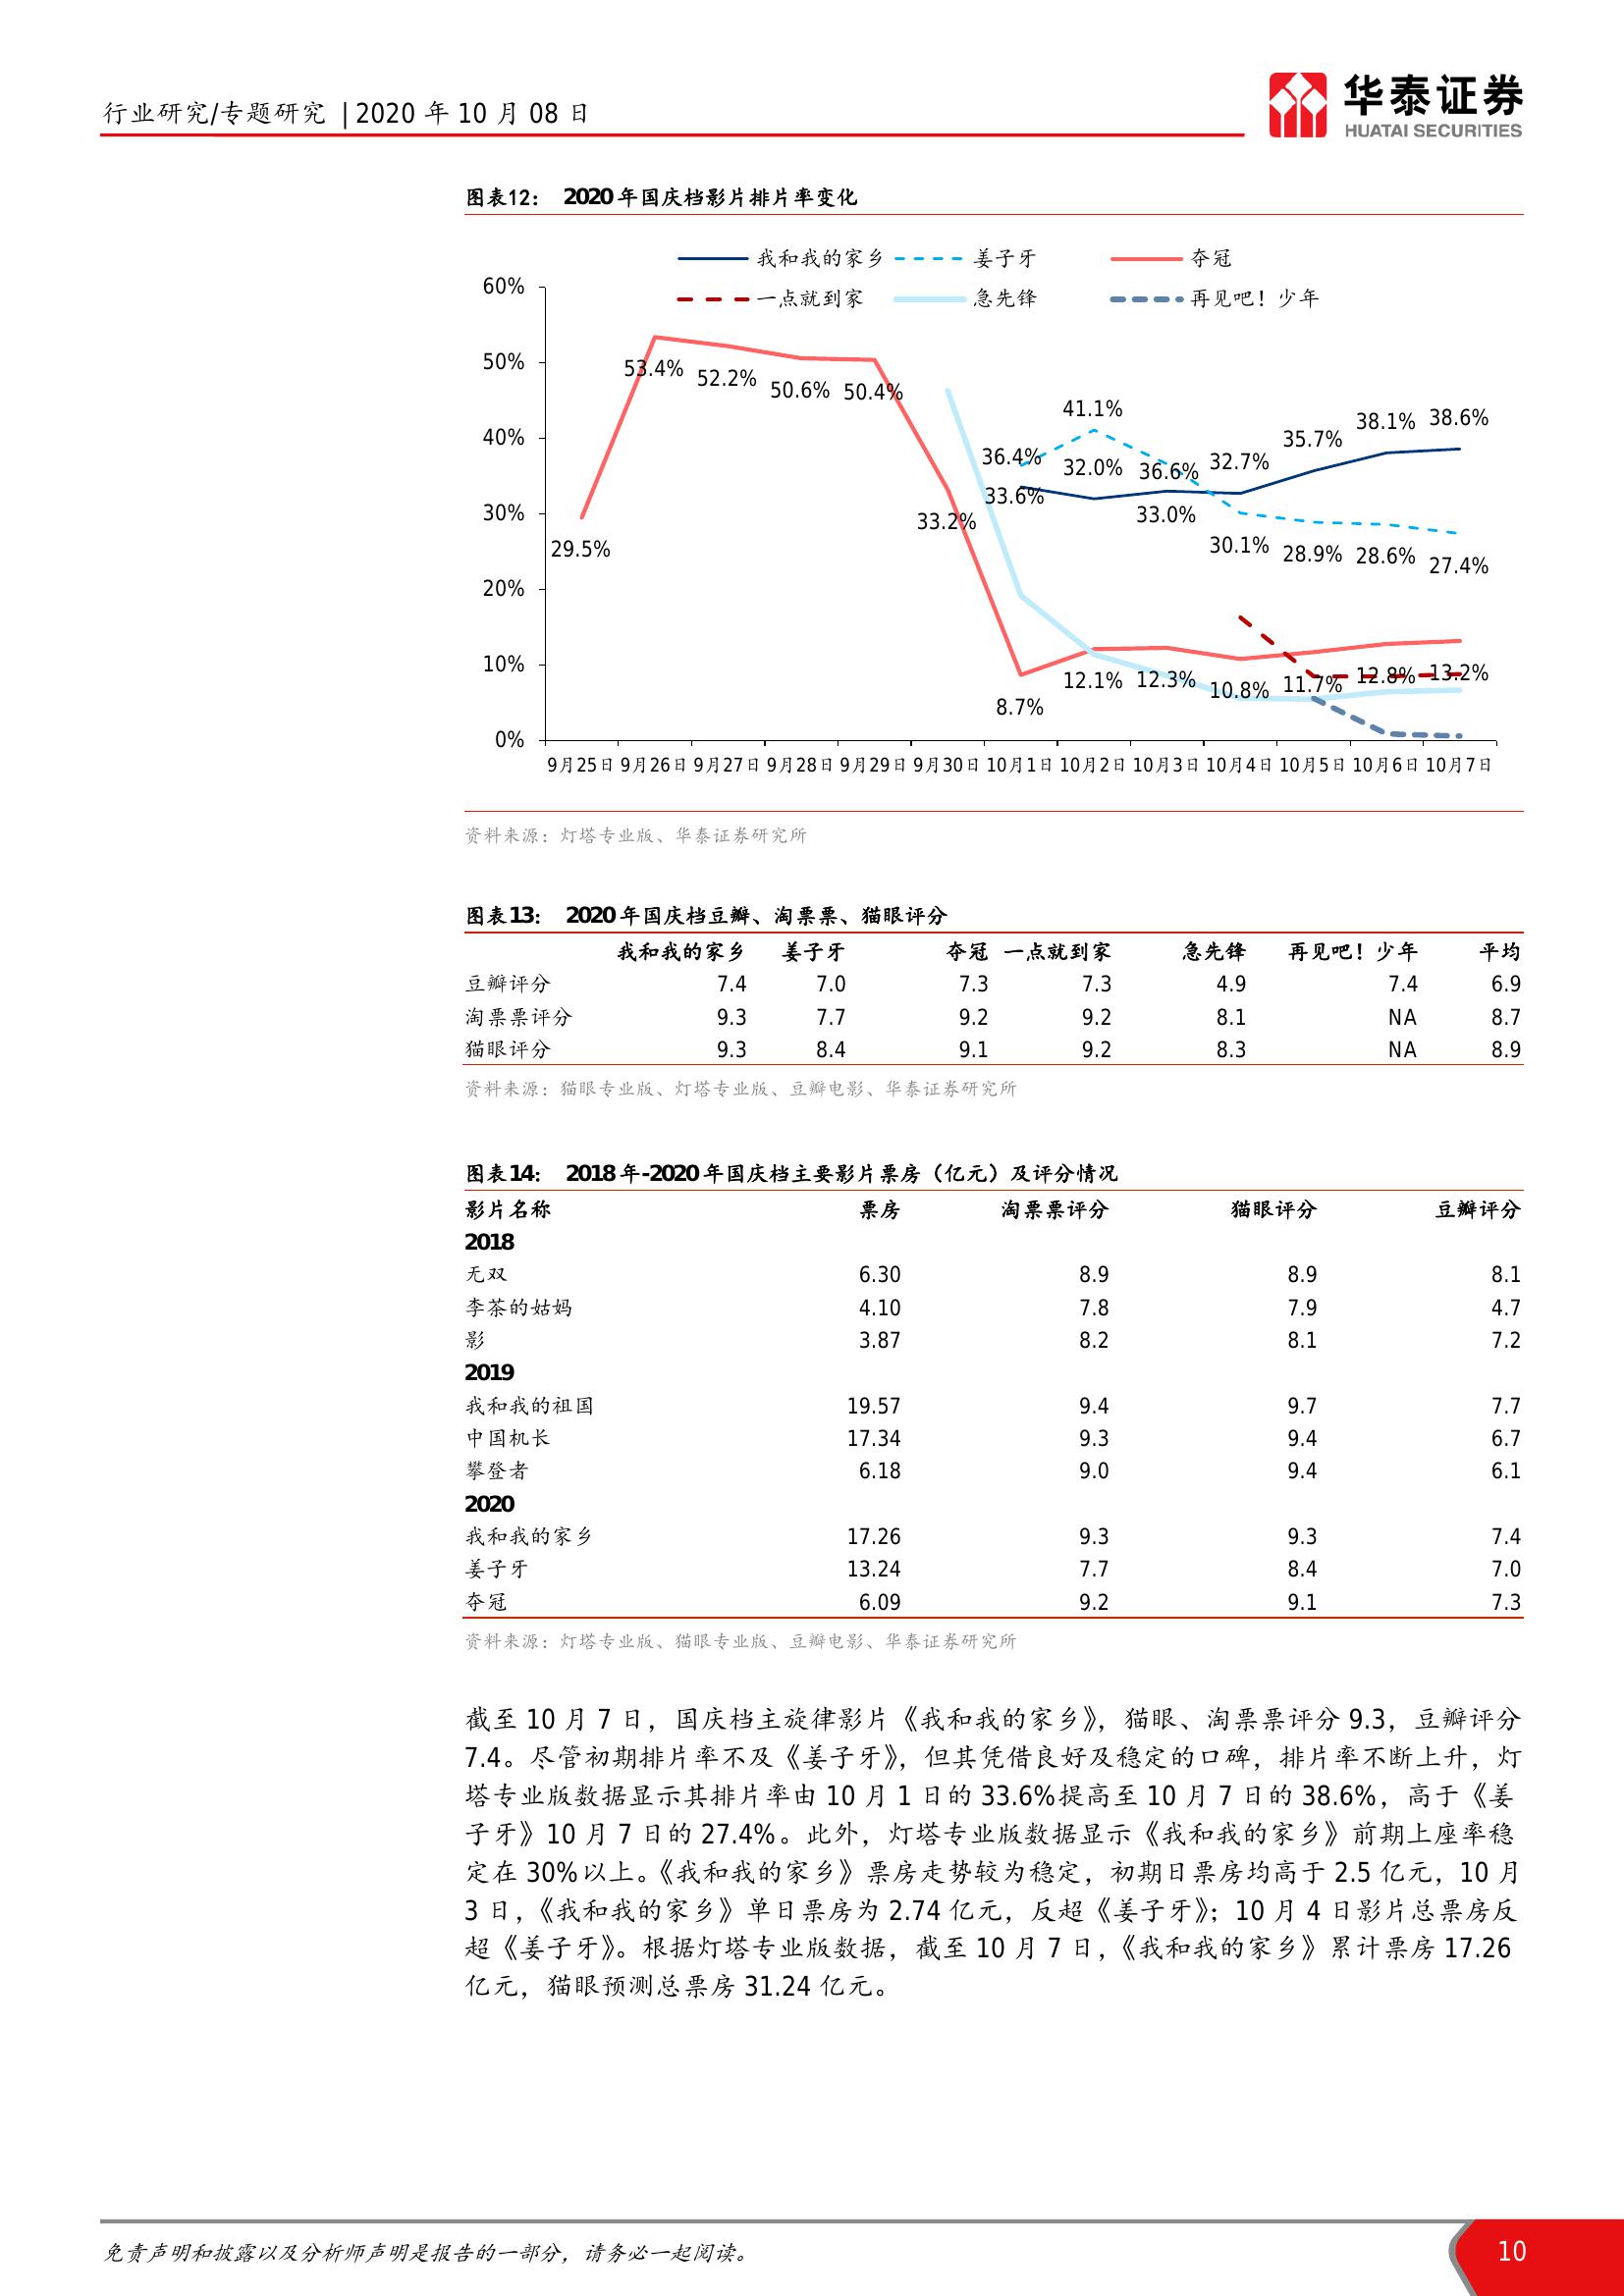 行业研究/专题研究 | 2020 年 10 月 08 日
华泰证券
HUATAI SECURITIES
图表12： 2020 年国庆档影片排片率变化
我和我的家乡 姜子牙 夺冠
一点就到家 急先锋 再见吧！少年
60%
50%
40%
30%
20%
10%
0%
29.5% 53.4% 52.2% 50.6% 50.4% 33.2% 8.7% 12.1% 12.3% 10.8% 11.7% 12.8% 13.2%
36.4% 41.1% 36.6% 30.1% 28.9% 28.6% 27.4%
33.6% 32.0% 33.0% 32.7% 35.7% 38.1% 38.6%
9月25日 9月26日 9月27日 9月28日 9月29日 9月30日 10月1日 10月2日 10月3日 10月4日 10月5日 10月6日 10月7日
资料来源：灯塔专业版、华泰证券研究所
图表13： 2020 年国庆档豆瓣、淘票票、猫眼评分
我和我的家乡 姜子牙 夺冠 一点就到家 急先锋 再见吧！少年 平均
豆瓣评分 7.4 7.0 7.3 7.3 4.9 7.4 6.9
淘票票评分 9.3 7.7 9.2 9.2 8.1 NA 8.7
猫眼评分 9.3 8.4 9.1 9.2 8.3 NA 8.9
资料来源：猫眼专业版、灯塔专业版、豆瓣电影、华泰证券研究所
图表14： 2018 年-2020 年国庆档主要影片票房（亿元）及评分情况
影片名称 票房 淘票票评分 猫眼评分 豆瓣评分
2018
无双 6.30 8.9 8.9 8.1
李茶的姑妈 4.10 7.8 7.9 4.7
影 3.87 8.2 8.1 7.2
2019
我和我的祖国 19.57 9.4 9.7 7.7
中国机长 17.34 9.3 9.4 6.7
攀登者 6.18 9.0 9.4 6.1
2020
我和我的家乡 17.26 9.3 9.3 7.4
姜子牙 13.24 7.7 8.4 7.0
夺冠 6.09 9.2 9.1 7.3
资料来源：灯塔专业版、猫眼专业版、豆瓣电影、华泰证券研究所
截至 10 月 7 日，国庆档主旋律影片《我和我的家乡》，猫眼、淘票票评分 9.3，豆瓣评分
7.4。尽管初期排片率不及《姜子牙》，但其凭借良好及稳定的口碑，排片率不断上升，灯
塔专业版数据显示其排片率由 10 月 1 日的 33.6%提高至 10 月 7 日的 38.6%，高于《姜
子牙》10 月 7 日的 27.4%。此外，灯塔专业版数据显示《我和我的家乡》前期上座率稳
定在 30%以上。《我和我的家乡》票房走势较为稳定，初期日票房均高于 2.5 亿元，10 月
3 日，《我和我的家乡》单日票房为 2.74 亿元，反超《姜子牙》；10 月 4 日影片总票房反
超《姜子牙》。根据灯塔专业版数据，截至 10 月 7 日，《我和我的家乡》累计票房 17.26
亿元，猫眼预测总票房 31.24 亿元。
免责声明和披露以及分析师声明是报告的一部分，请务必一起阅读。
10